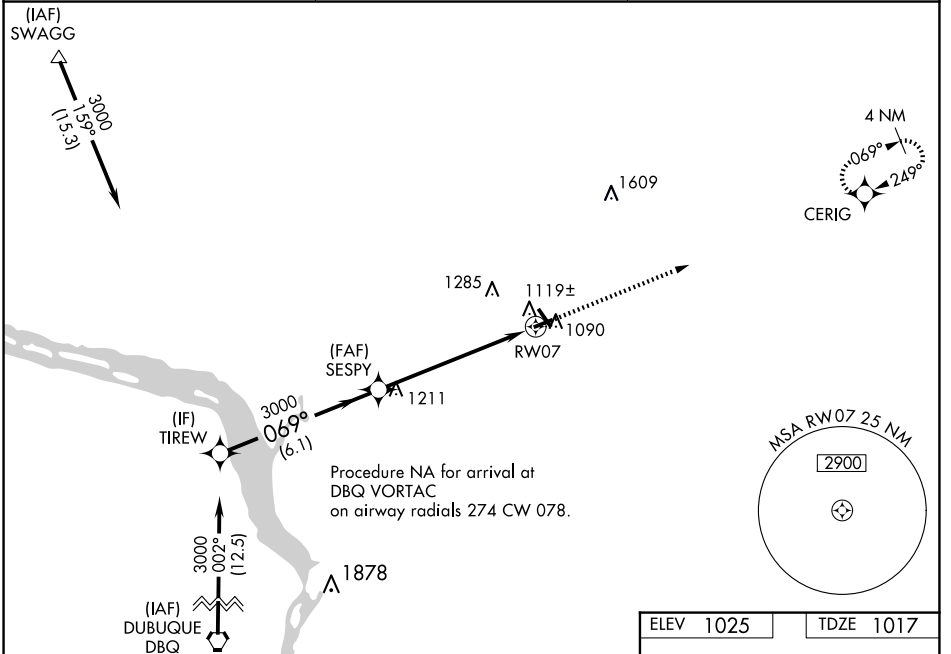 (IAF)
SWAGG
3000
159°
(15.3)
4 NM
069°
249°
CERIG
1609
1285
1119±
1090
RW07
(FAF)
SESPY
1211
(IF)
TIREW
3000
069°
(6.1)
MSA RW07 25 NM
2900
Procedure NA for arrival at
DBQ VORTAC
on airway radials 274 CW 078.
3000
002°
(12.5)
1878
(IAF)
DUBUQUE
DBQ
ELEV 1025
TDZE 1017